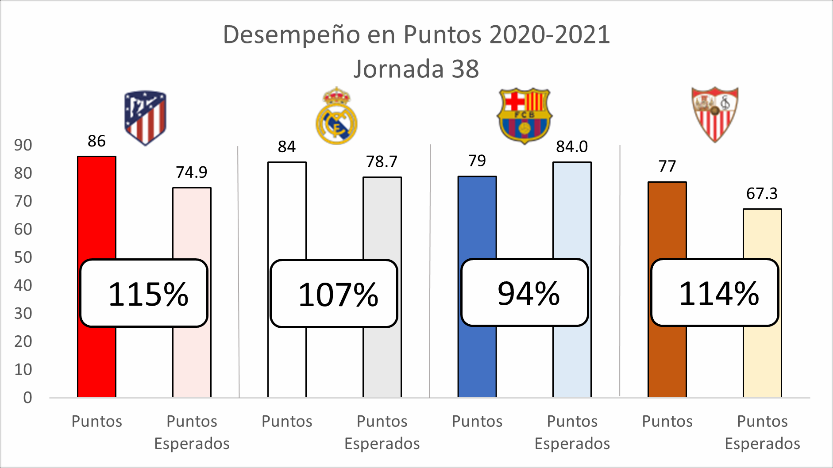 Desempeño en Puntos 2020-2021
Jornada 38
FCB
90
80
70
60
50
40
30
20
10
0
86
74.9
84
78.7
79
84.0
77
67.3
115%
107%
94%
114%
Puntos
Puntos
Esperados
Puntos
Puntos
Esperados
Puntos
Puntos
Esperados
Puntos
Puntos
Esperados